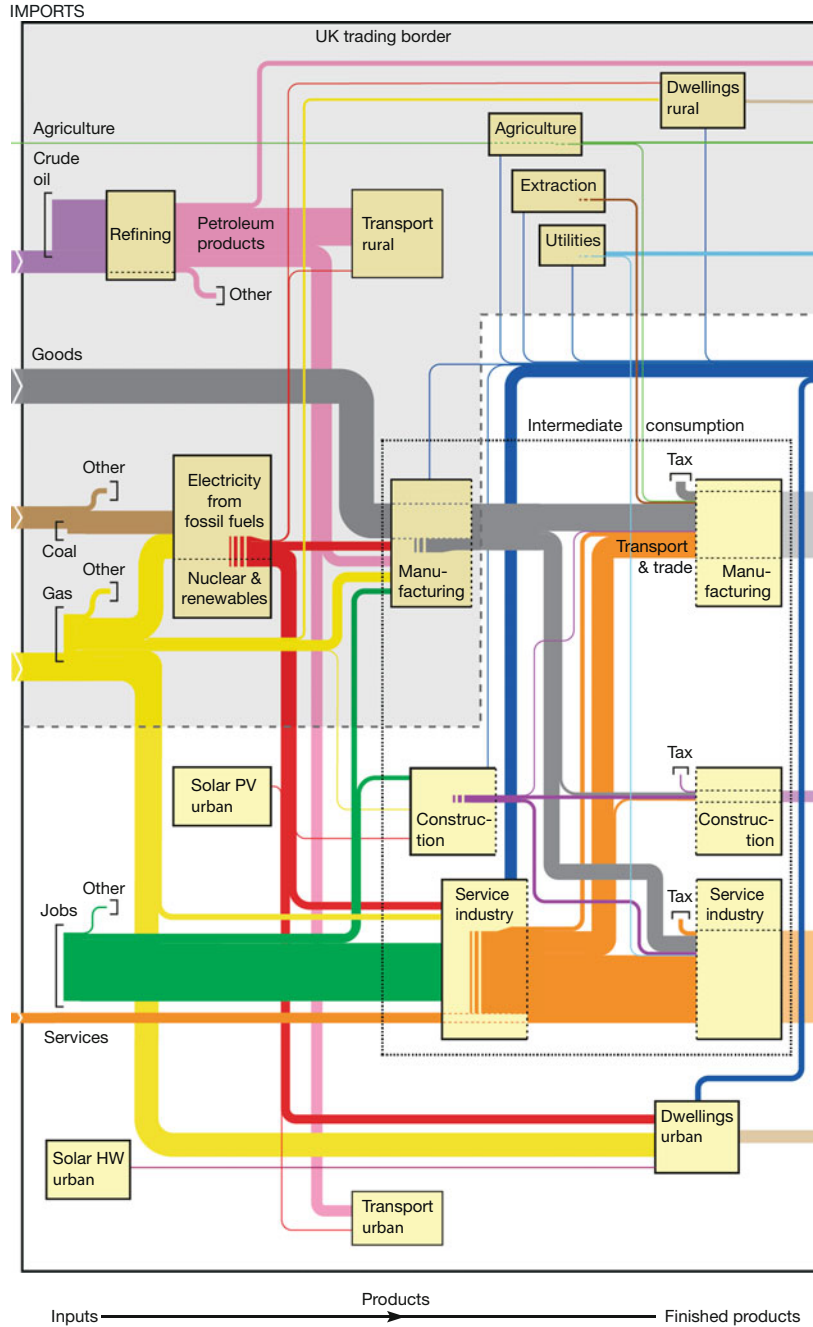 IMPORTS
UK trading border
Dwellings
rural
Agriculture
Agriculture
Crude
oil
Extraction
Refining
Petroleum
products
Transport
rural
Utilities
Other
Goods
Intermediate consumption
Other
Electricity
from
fossil fuels
Tax
Coal
Transport
& trade
Other
Gas
Nuclear &
renewables
Manu-
facturing
Manu-
facturing
Solar PV
urban
Tax
Construc-
tion
Construc-
tion
Other
Jobs
Service
industry
Tax
Service
industry
Services
Dwellings
urban
Solar HW
urban
Transport
urban
Products
Inputs
Finished products